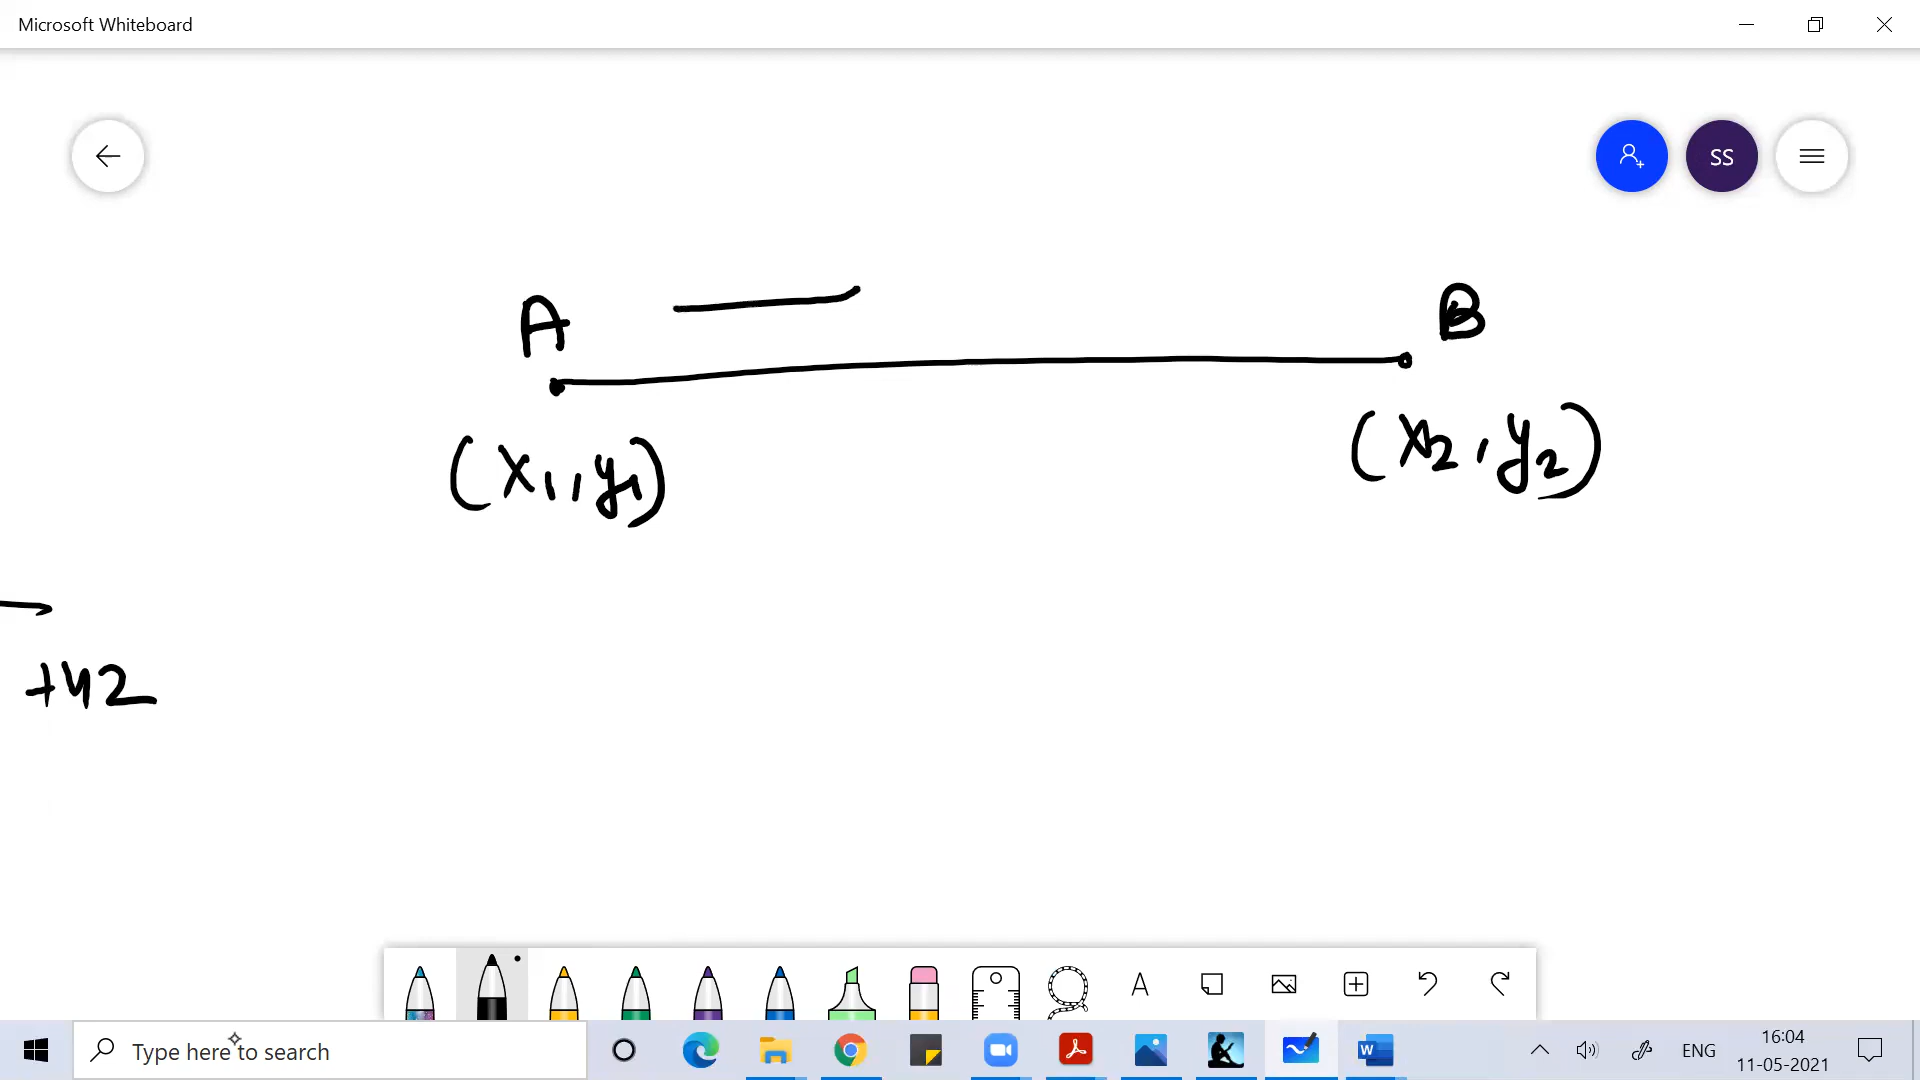 Microsoft Whiteboard
SS
A B
(x1, y1) (x2, y2)
+42
A
Type here to search
W
ENG
16:04
11-05-2021